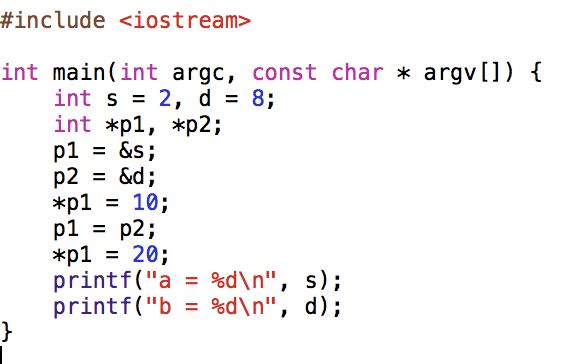 #include <iostream>
int main(int argc, const char * argv[]) {
    int s = 2, d = 8;
    int *p1, *p2;
    p1 = &s;
    p2 = &d;
    *p1 = 10;
    p1 = p2;
    *p1 = 20;
    printf("a = %d\n", s);
    printf("b = %d\n", d);
}